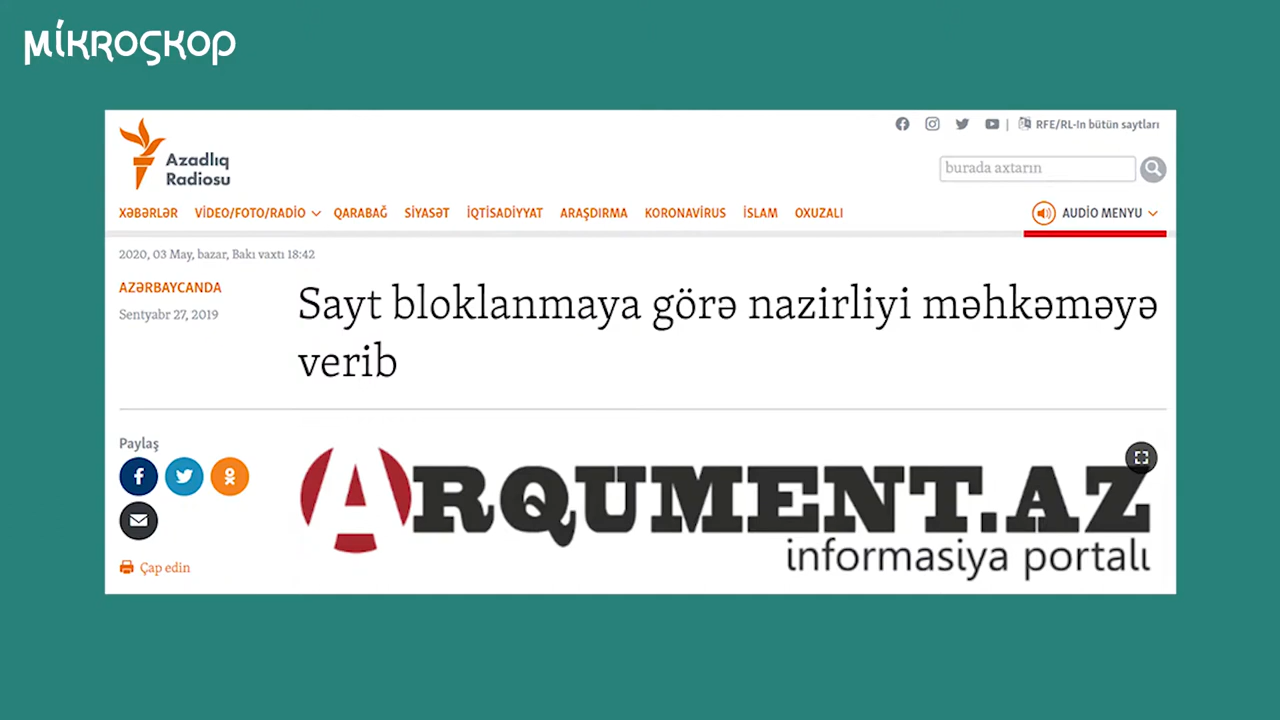 MİKROSKOP
Azadlıq
Radiosu
RFE/RL-in bütün saytları
burada axtarın
XƏBƏRLƏR VİDEO/FOTO/RADİO QARABAĞ SİYASƏT İQTİSADİYYAT ARAŞDIRMA KORONAVİRUS İSLAM OXUZALI AUDİO MENYU
2020, 03 May, bazar, Bakı vaxtı 18:42
AZƏRBAYCANDA
Sentyabr 27, 2019
Sayt bloklanmaya görə nazirliyi məhkəməyə
verib
Paylaş
Çap edin
ARQUMENT.AZ
informasiya portalı